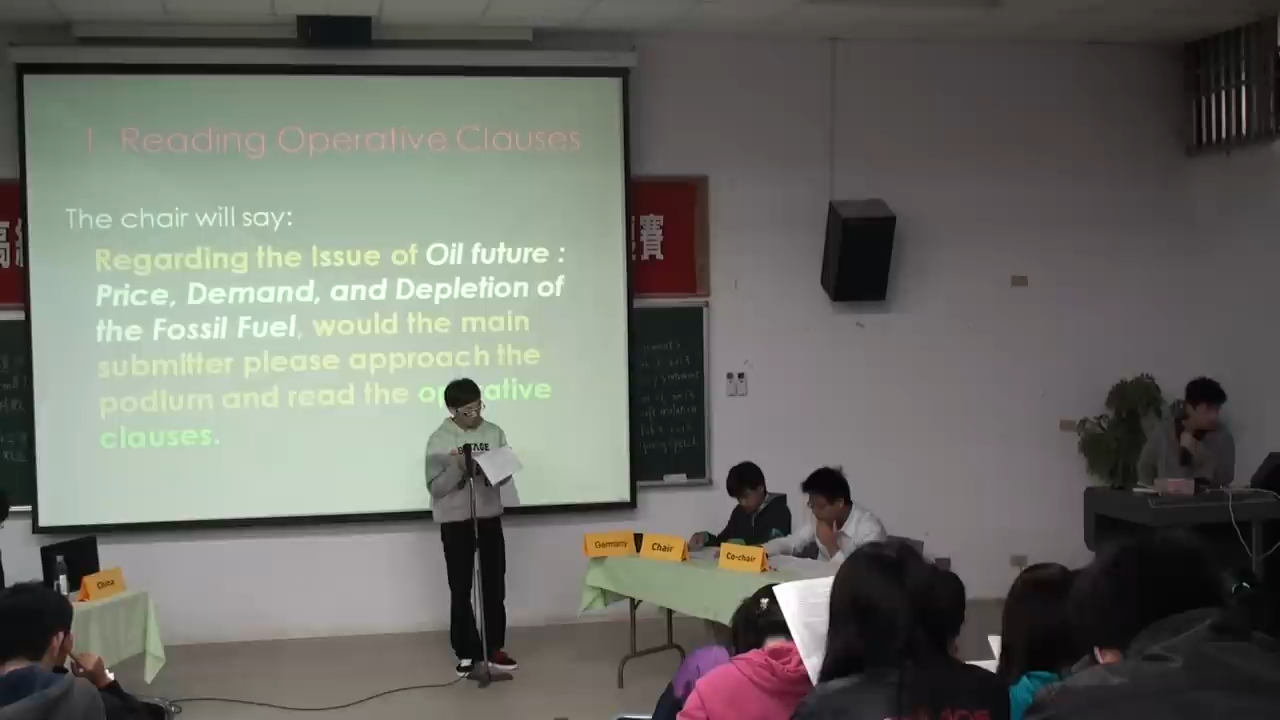 1 Reading Operative Clauses
The chair will say:
Regarding the Issue of Oil future :
Price, Demand, and Depletion of
the Fossil Fuel, would the main
submitter please approach the
podium and read the
clauses.
賽
Germany
Chair
Co-chair
China